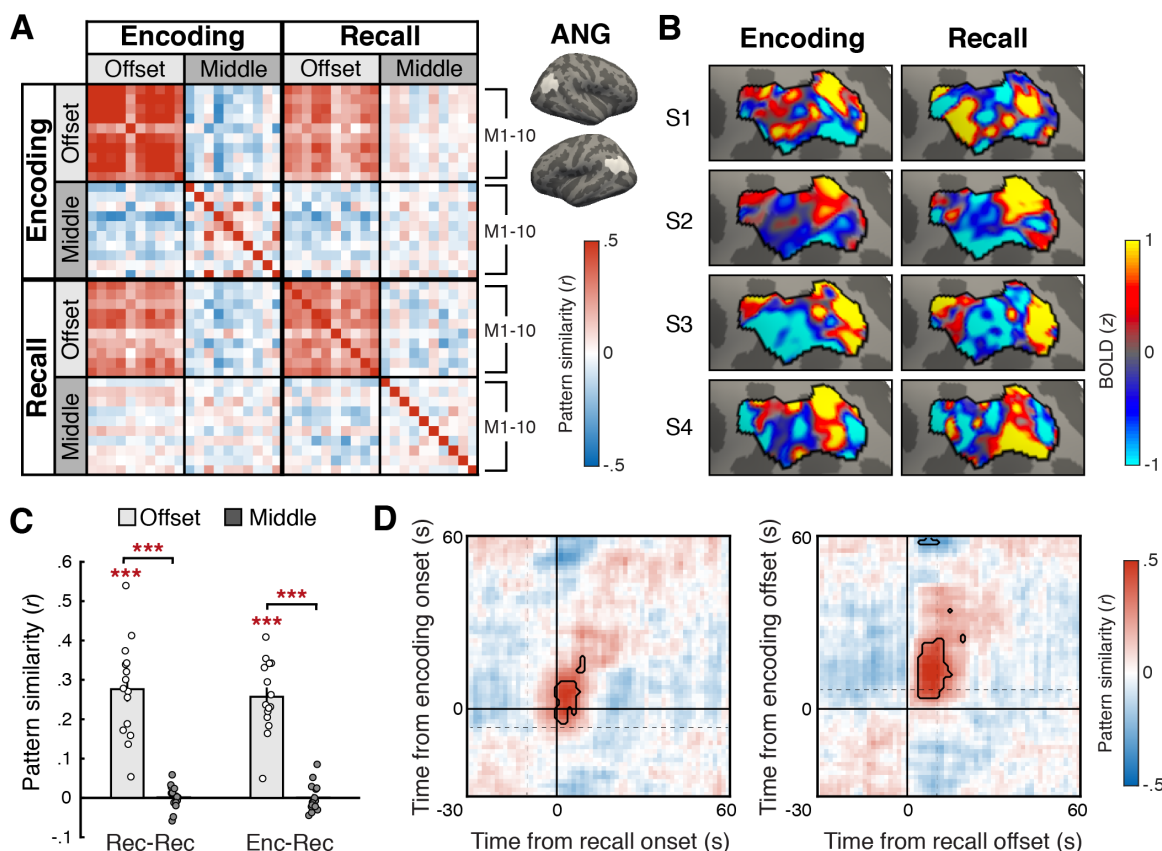 A
Encoding
Recall
Offset
Middle
Offset
Middle
Encoding
Offset
Middle
Recall
Offset
Middle
M1-10
M1-10
M1-10
M1-10
ANG
.5
0
-.5
Pattern similarity (r)
B
Encoding
Recall
S1
S2
S3
S4
1
0
-1
BOLD (z)
C
Offset
Middle
***
***
***
***
.6
.5
.4
.3
.2
.1
0
-.1
Pattern similarity (r)
Rec-Rec
Enc-Rec
D
60
0
-30
Time from encoding onset (s)
0
60
Time from recall onset (s)
60
0
-30
Time from encoding offset (s)
0
60
Time from recall offset (s)
.5
0
-.5
Pattern similarity (r)